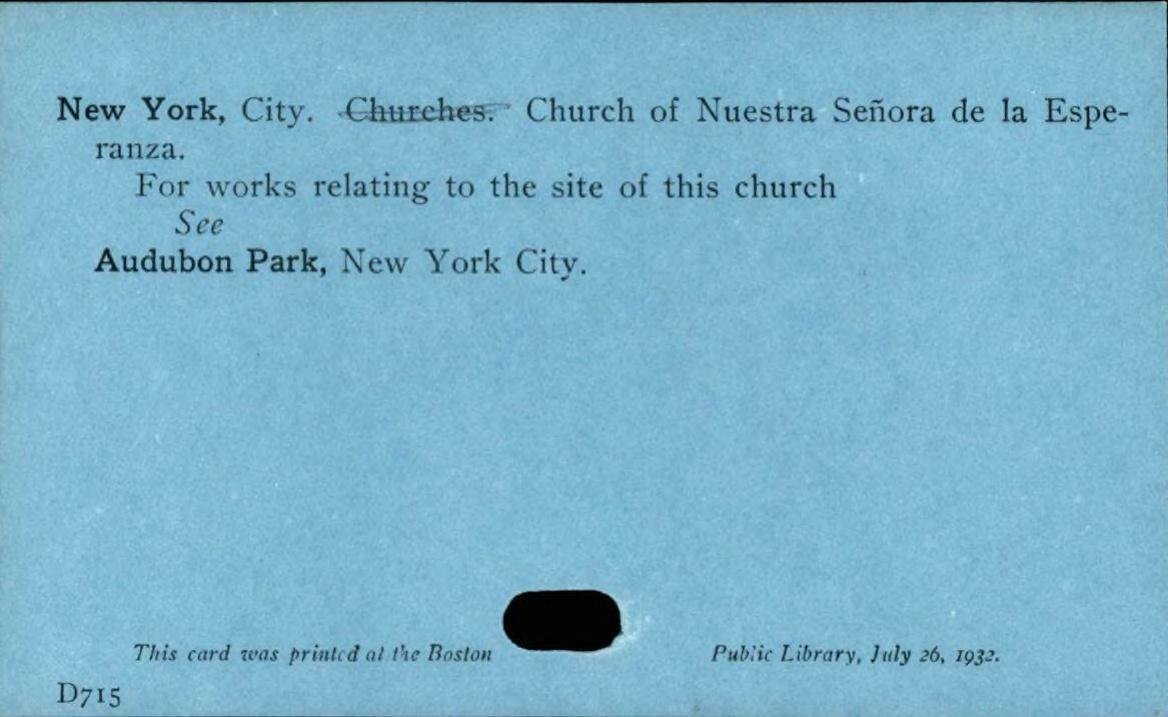 New York, City. Churches. Church of Nuestra Señora de la Espe-
ranza.
For works relating to the site of this church
See
Audubon Park, New York City.
This card was printed at the Boston Public Library, July 26, 1932.
D715